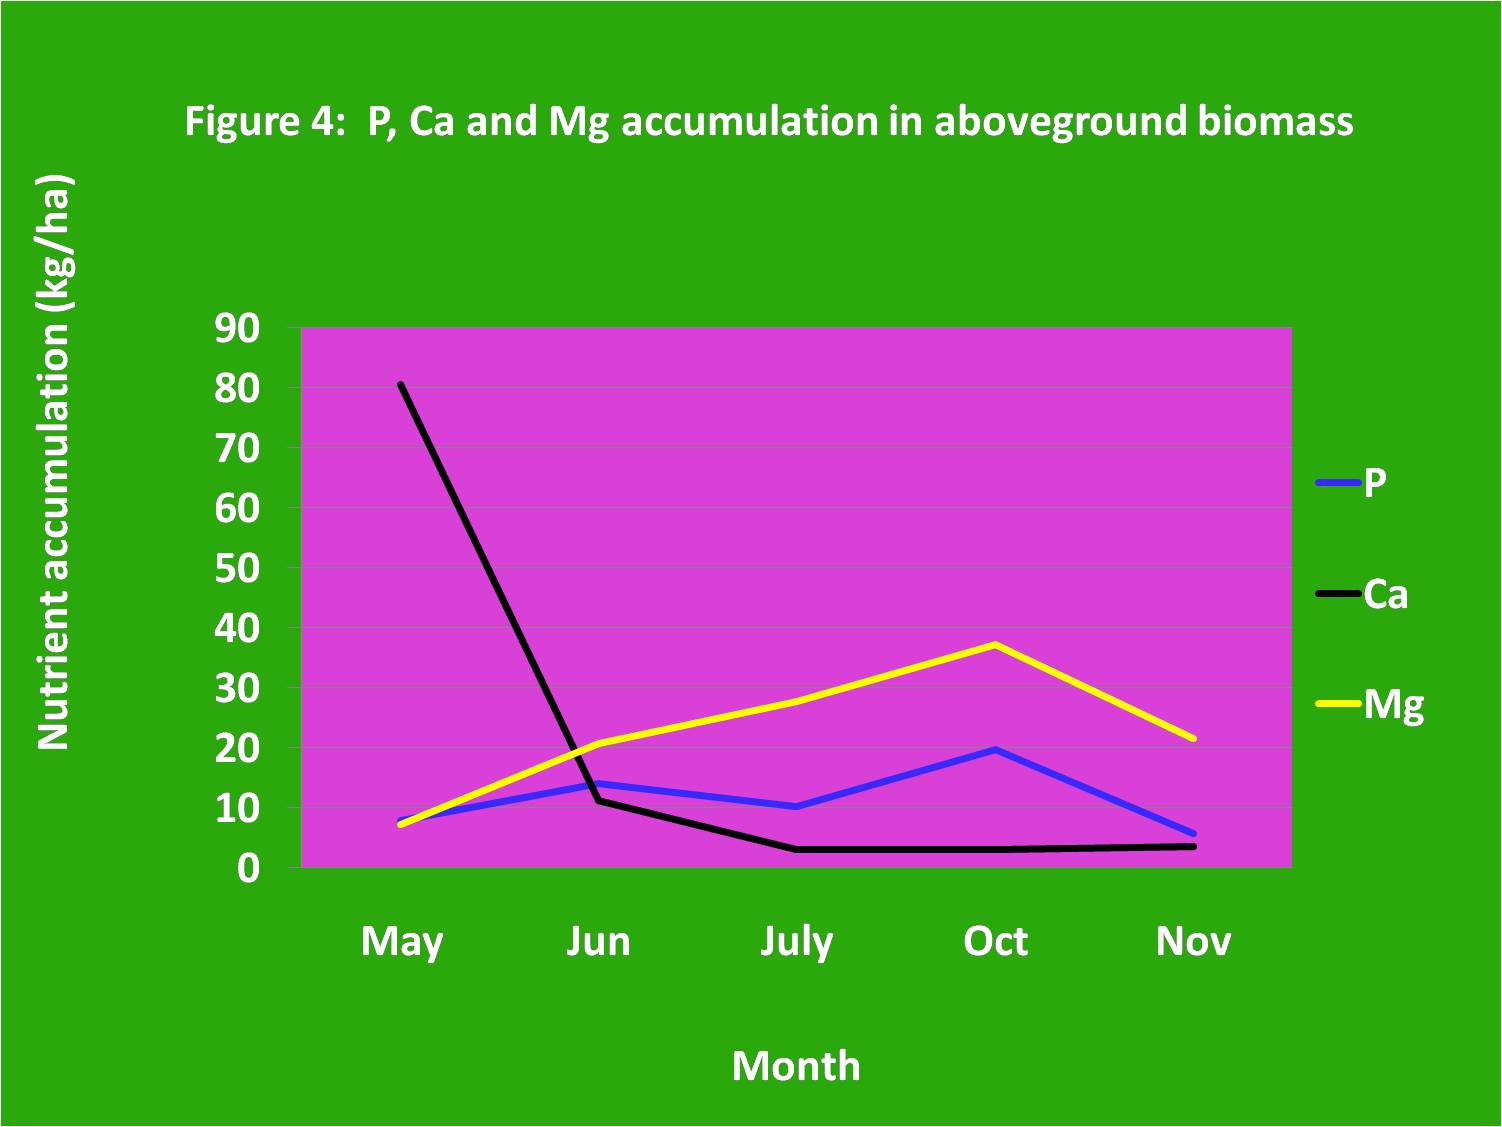 Figure 4:  P, Ca and Mg accumulation in aboveground biomass
Nutrient accumulation (kg/ha)
90
80
70
60
50
40
30
20
10
0
May
Jun
July
Oct
Nov
Month
P
Ca
Mg